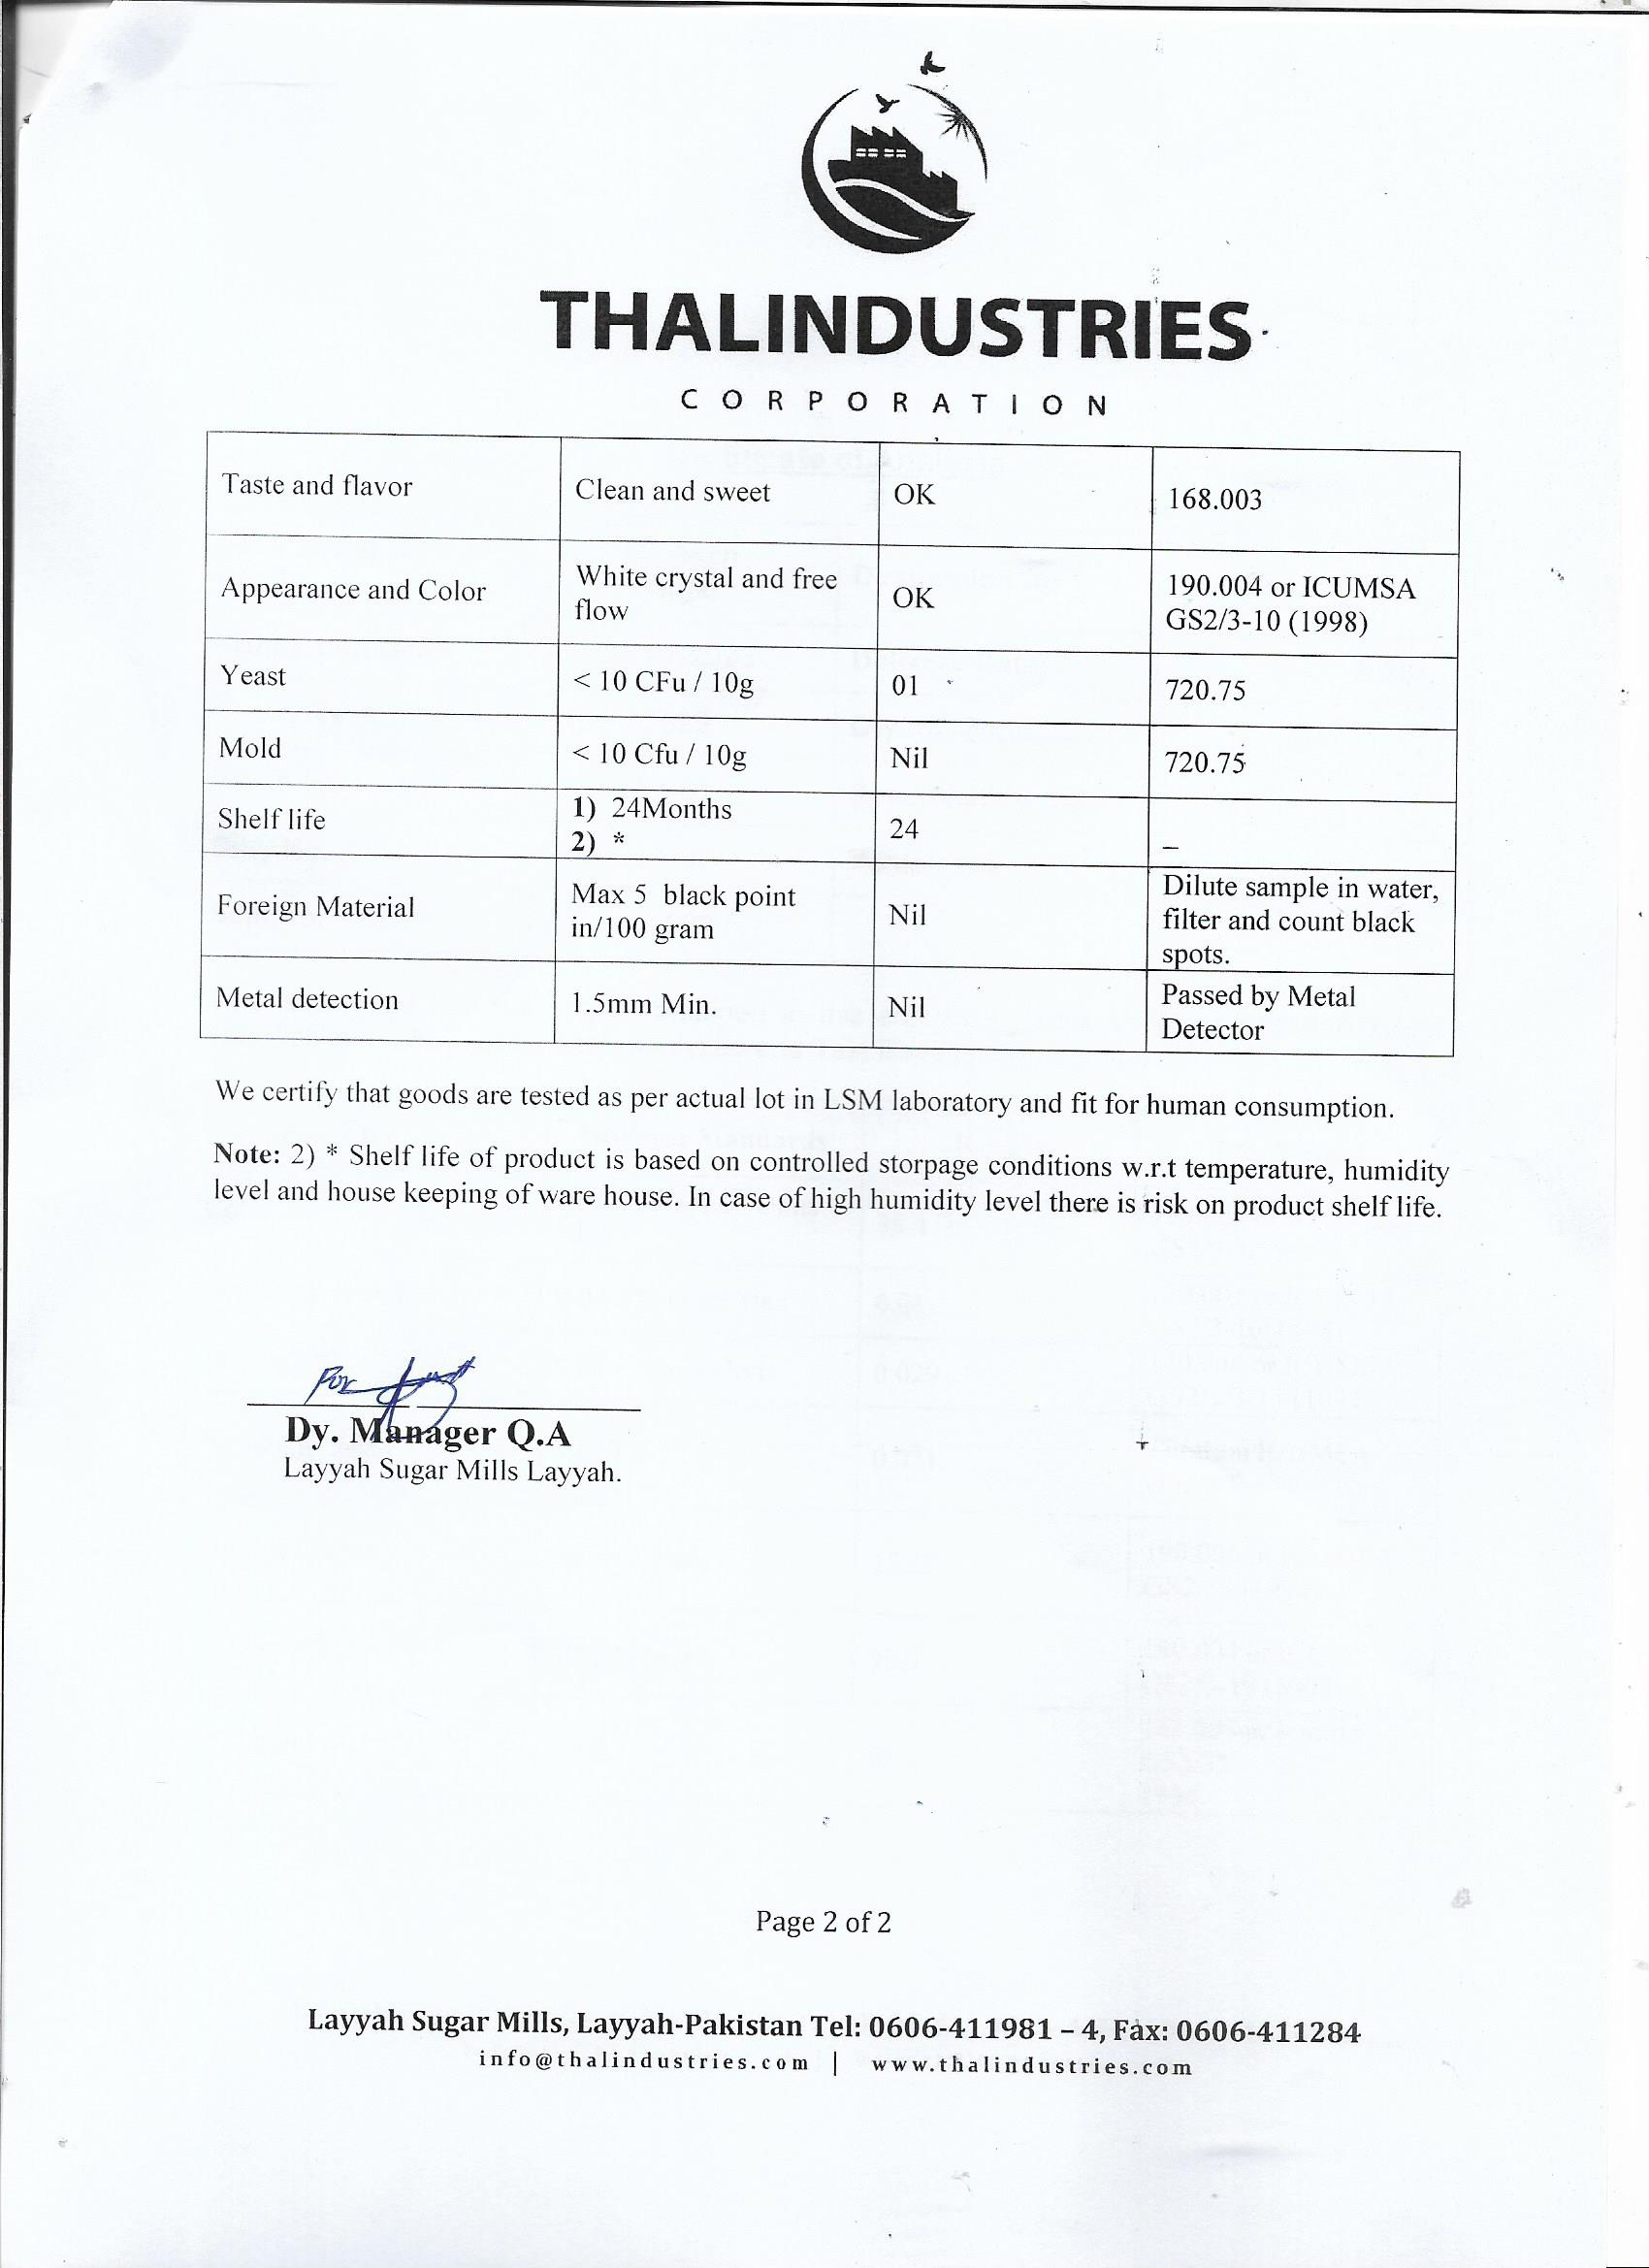 THALINDUSTRIES
CORPORATION
Taste and flavor Clean and sweet OK 168.003
Appearance and Color White crystal and free flow OK 190.004 or ICUMSA GS2/3-10 (1998)
Yeast < 10 CFu / 10g 01 720.75
Mold < 10 Cfu / 10g Nil 720.75
Shelf life 1) 24Months 2) * 24 –
Foreign Material Max 5 black point in/100 gram Nil Dilute sample in water, filter and count black spots.
Metal detection 1.5mm Min. Nil Passed by Metal Detector
We certify that goods are tested as per actual lot in LSM laboratory and fit for human consumption.
Note: 2) * Shelf life of product is based on controlled storpage conditions w.r.t temperature, humidity
level and house keeping of ware house. In case of high humidity level there is risk on product shelf life.
For
Dy. Manager Q.A
Layyah Sugar Mills Layyah.
Page 2 of 2
Layyah Sugar Mills, Layyah-Pakistan Tel: 0606-411981 – 4, Fax: 0606-411284
info@thalindustries.com | www.thalindustries.com